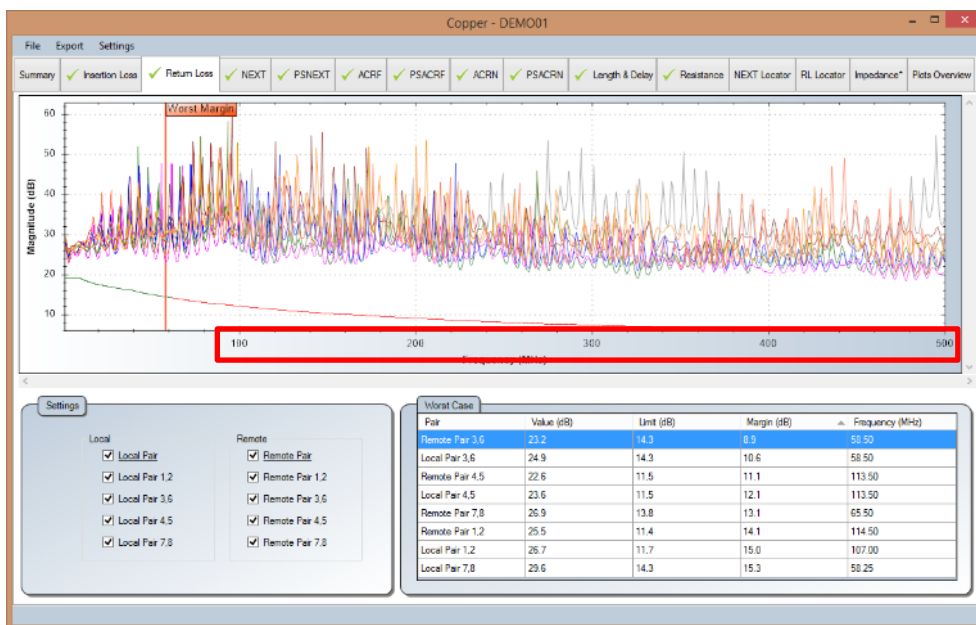 Copper - DEMO01
File Export Settings
Summary Insertion Loss Return Loss NEXT PSNEXT ACRF PSACRF ACRN PSACRN Length & Delay Resistance NEXT Locator RL Locator Impedance* Plots Overview
Worst Margin
60
50
40
30
20
10
Magnitude (dB)
100 200 300 400 500
Frequency (MHz)
Settings
Local Remote
Local Pair Remote Pair
Local Pair 1,2 Remote Pair 1,2
Local Pair 3,6 Remote Pair 3,6
Local Pair 4,5 Remote Pair 4,5
Local Pair 7,8 Remote Pair 7,8
Worst Case
Pair Value (dB) Limit (dB) Margin (dB) Frequency (MHz)
Remote Pair 3,6 23.2 14.3 8.9 58.50
Local Pair 3,6 24.9 14.3 10.6 58.50
Remote Pair 4,5 22.6 11.5 11.1 113.50
Local Pair 4,5 23.6 11.5 12.1 113.50
Remote Pair 7,8 26.9 13.8 13.1 65.50
Remote Pair 1,2 25.5 11.4 14.1 114.50
Local Pair 1,2 26.7 11.7 15.0 107.00
Local Pair 7,8 29.6 14.3 15.3 58.25